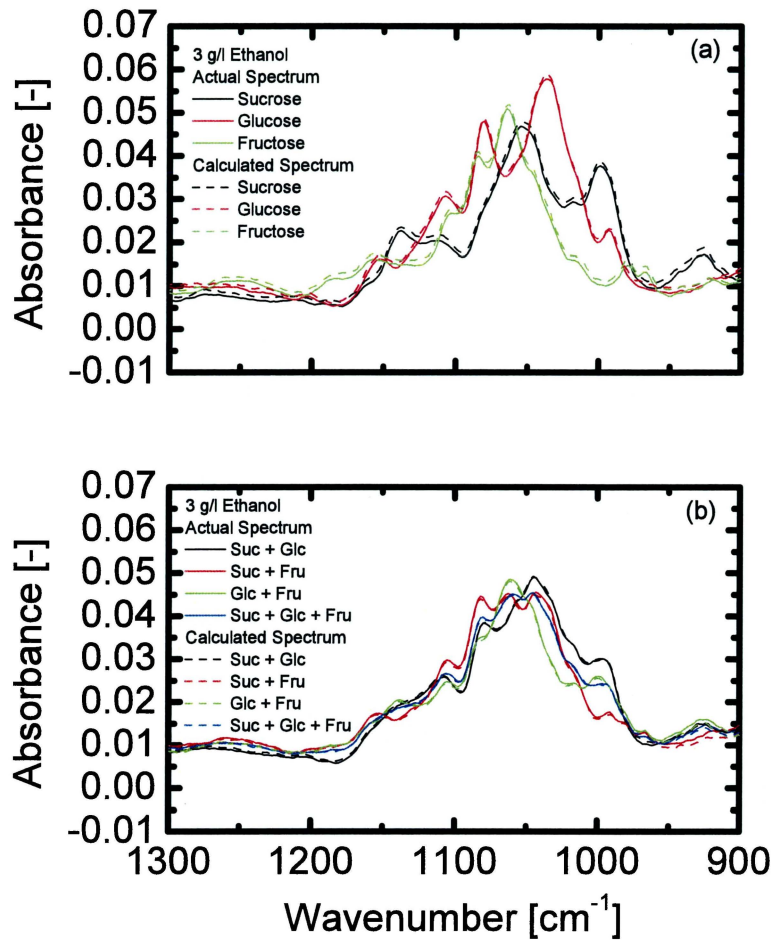 0.07
(a)
3 g/l Ethanol
0.06
Actual Spectrum
Sucrose
0.05
Glucose
Fructose
0.04
Calculated Spectrum
Sucrose
0.03
Glucose
Fructose
0.02
0.01
0.00
-0.01
Absorbance [-]
0.07
(b)
3 g/l Ethanol
Actual Spectrum
0.06
Suc + Glc
Suc + Fru
0.05
Glc + Fru
Suc + Glc + Fru
0.04
Calculated Spectrum
Suc + Glc
0.03
Suc + Fru
Glc + Fru
0.02
Suc + Glc + Fru
0.01
0.00
-0.01
Absorbance [-]
1300 1200 1100 1000 900
Wavenumber [cm⁻¹]